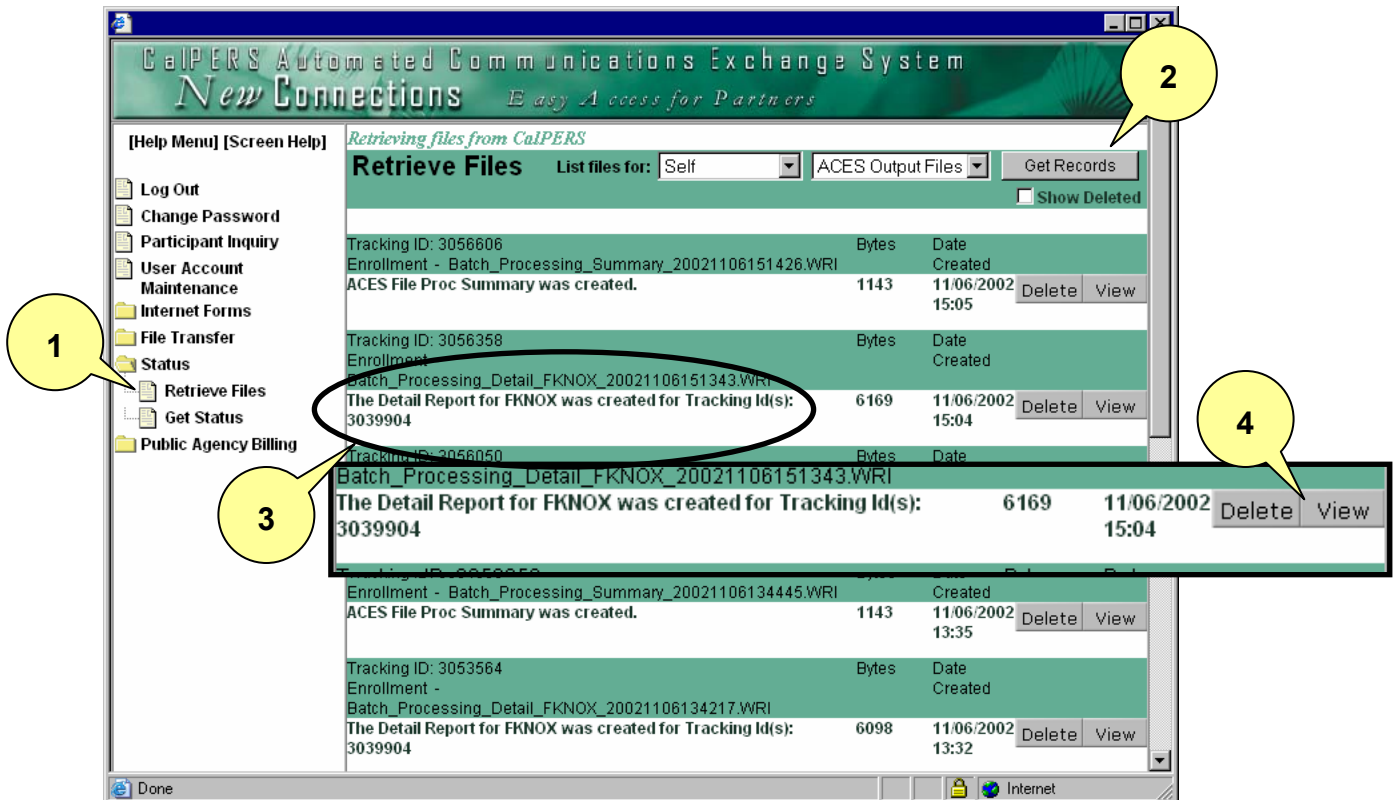 CalPERS Automated Communications Exchange System
New Connections Easy Access for Partners
2
[Help Menu] [Screen Help]
Log Out
Change Password
Participant Inquiry
User Account
Maintenance
Internet Forms
File Transfer
1
Status
Retrieve Files
Get Status
Public Agency Billing
Retrieving files from CalPERS
Retrieve Files List files for: Self ACES Output Files Get Records
Show Deleted
Tracking ID: 3056606 Bytes Date
Enrollment - Batch_Processing_Summary_20021106151426.WRI Created
ACES File Proc Summary was created. 1143 11/06/2002 Delete View
15:05
Tracking ID: 3056358 Bytes Date
Enrollment - Created
Batch_Processing_Detail_FKNOX_20021106151343.WRI
The Detail Report for FKNOX was created for Tracking Id(s): 6169 11/06/2002 Delete View
3039904 15:04
4
Tracking ID: 3056050 Bytes Date
3
Batch_Processing_Detail_FKNOX_20021106151343.WRI
The Detail Report for FKNOX was created for Tracking Id(s): 6169 11/06/2002 Delete View
3039904 15:04
Enrollment - Batch_Processing_Summary_20021106134445.WRI Created
ACES File Proc Summary was created. 1143 11/06/2002 Delete View
13:35
Tracking ID: 3053564 Bytes Date
Enrollment - Created
Batch_Processing_Detail_FKNOX_20021106134217.WRI
The Detail Report for FKNOX was created for Tracking Id(s): 6098 11/06/2002 Delete View
3039904 13:32
Done Internet